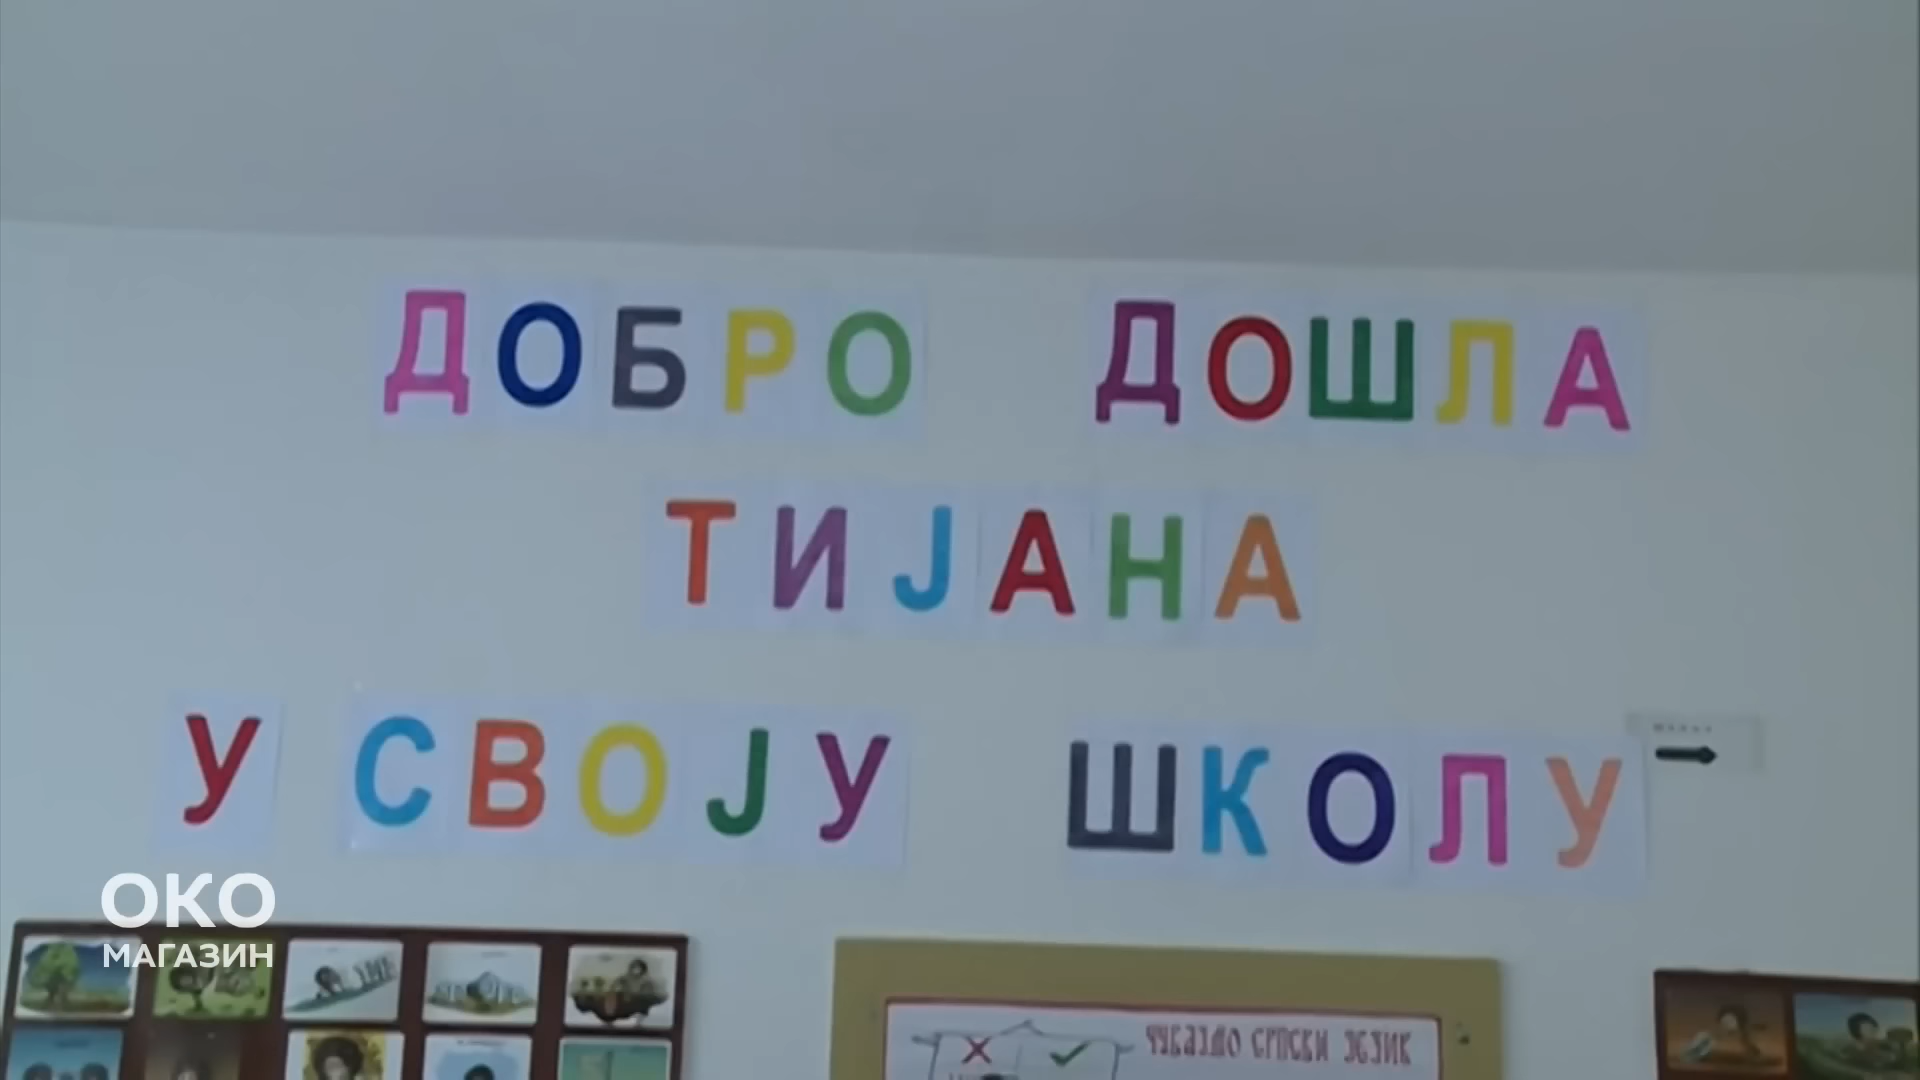 ДОБРО ДОШЛА
ТИЈАНА
У СВОЈУ ШКОЛУ
ОКО
МАГАЗИН
ЧУВАЈМО СРПСКИ ЈЕЗИК